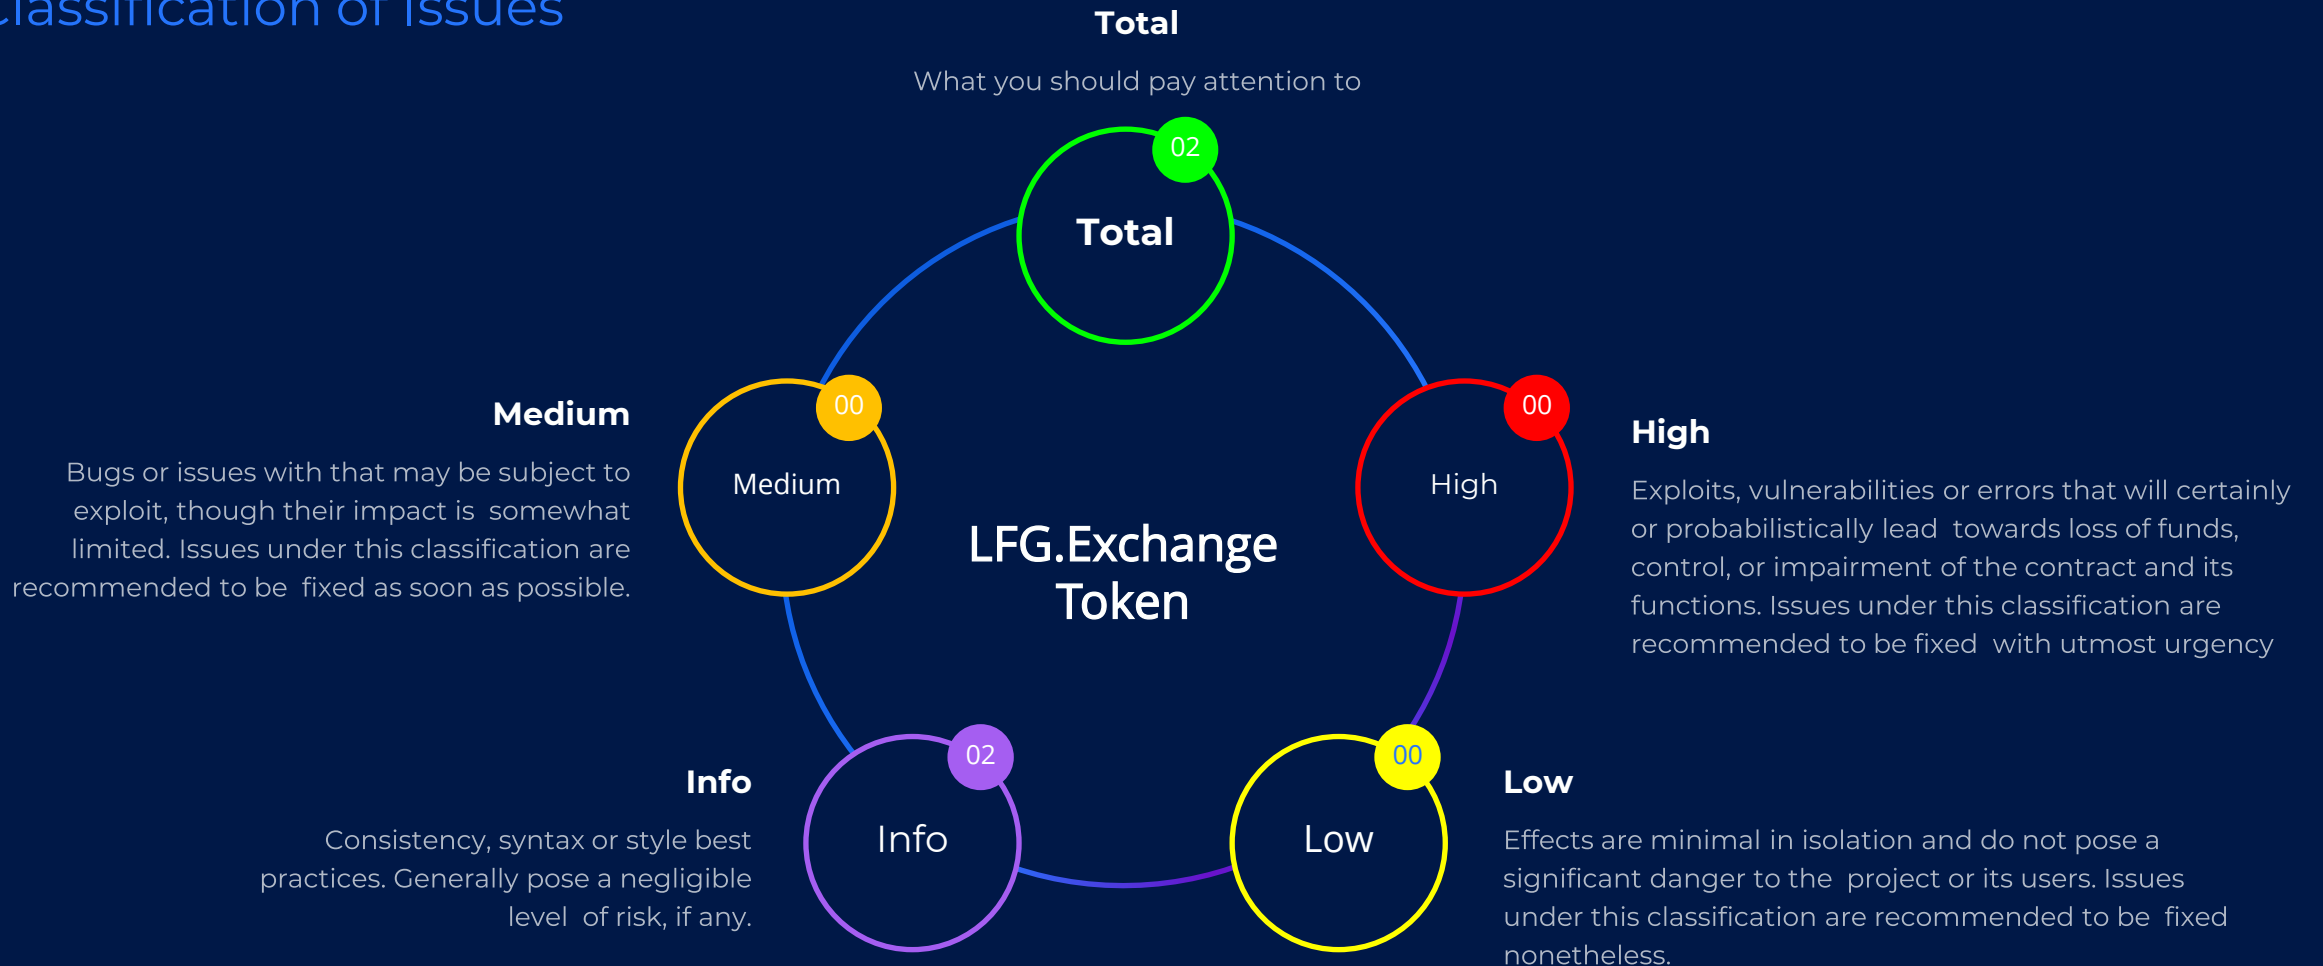 Classification of Issues
Total
What you should pay attention to
02
Total
Medium
Bugs or issues with that may be subject to
exploit, though their impact is somewhat
limited. Issues under this classification are
recommended to be fixed as soon as possible.
00
Medium
00
High
High
Exploits, vulnerabilities or errors that will certainly
or probabilistically lead towards loss of funds,
control, or impairment of the contract and its
functions. Issues under this classification are
recommended to be fixed with utmost urgency
LFG.Exchange
Token
Info
Consistency, syntax or style best
practices. Generally pose a negligible
level of risk, if any.
02
Info
00
Low
Low
Effects are minimal in isolation and do not pose a
significant danger to the project or its users. Issues
under this classification are recommended to be fixed
nonetheless.